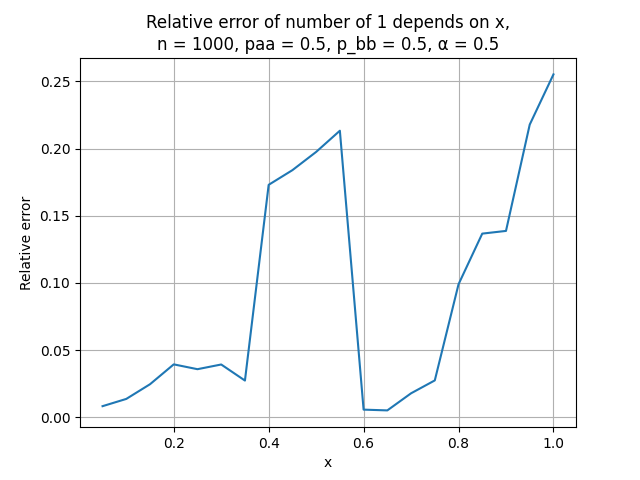 Relative error of number of 1 depends on x,
n = 1000, paa = 0.5, p_bb = 0.5, α = 0.5
0.25
0.20
0.15
0.10
0.05
0.00
Relative error
0.2 0.4 0.6 0.8 1.0
x